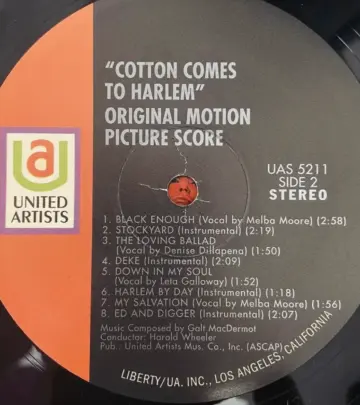 "COTTON COMES
TO HARLEM"
ORIGINAL MOTION
PICTURE SCORE
ua
UNITED
ARTISTS
UAS 5211
SIDE 2
STEREO
1. BLACK ENOUGH (Vocal by Melba Moore) (2:58)
2. STOCKYARD (Instrumental) (2:19)
3. THE LOVING BALLAD
(Vocal by Denise Dillapena) (1:50)
4. DEKE (Instrumental) (2:09)
5. DOWN IN MY SOUL
(Vocal by Leta Galloway) (1:52)
6. HARLEM BY DAY (Instrumental) (1:18)
7. MY SALVATION (Vocal by Melba Moore) (1:56)
8. ED AND DIGGER (Instrumental) (2:07)
Music Composed by Galt MacDermot
Conductor: Harold Wheeler
Pub.: United Artists Mus. Co., Inc. (ASCAP)
LIBERTY/UA. INC., LOS ANGELES, CALIFORNIA